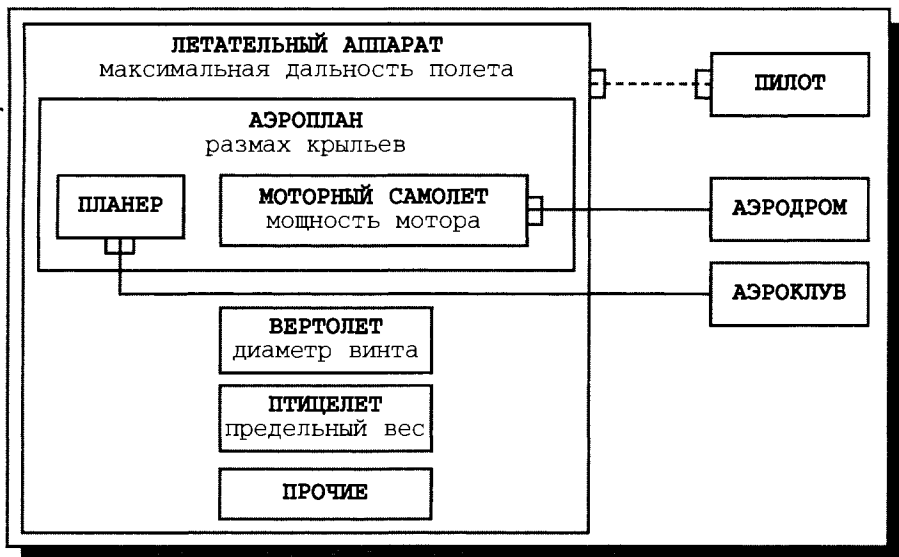 ЛЕТАТЕЛЬНЫЙ АППАРАТ
максимальная дальность полета
ПИЛОТ
АЭРОПЛАН
размах крыльев
ПЛАНЕР
МОТОРНЫЙ САМОЛЕТ
мощность мотора
АЭРОДРОМ
АЭРОКЛУБ
ВЕРТОЛЕТ
диаметр винта
ПТИЦЕЛЕТ
предельный вес
ПРОЧИЕ